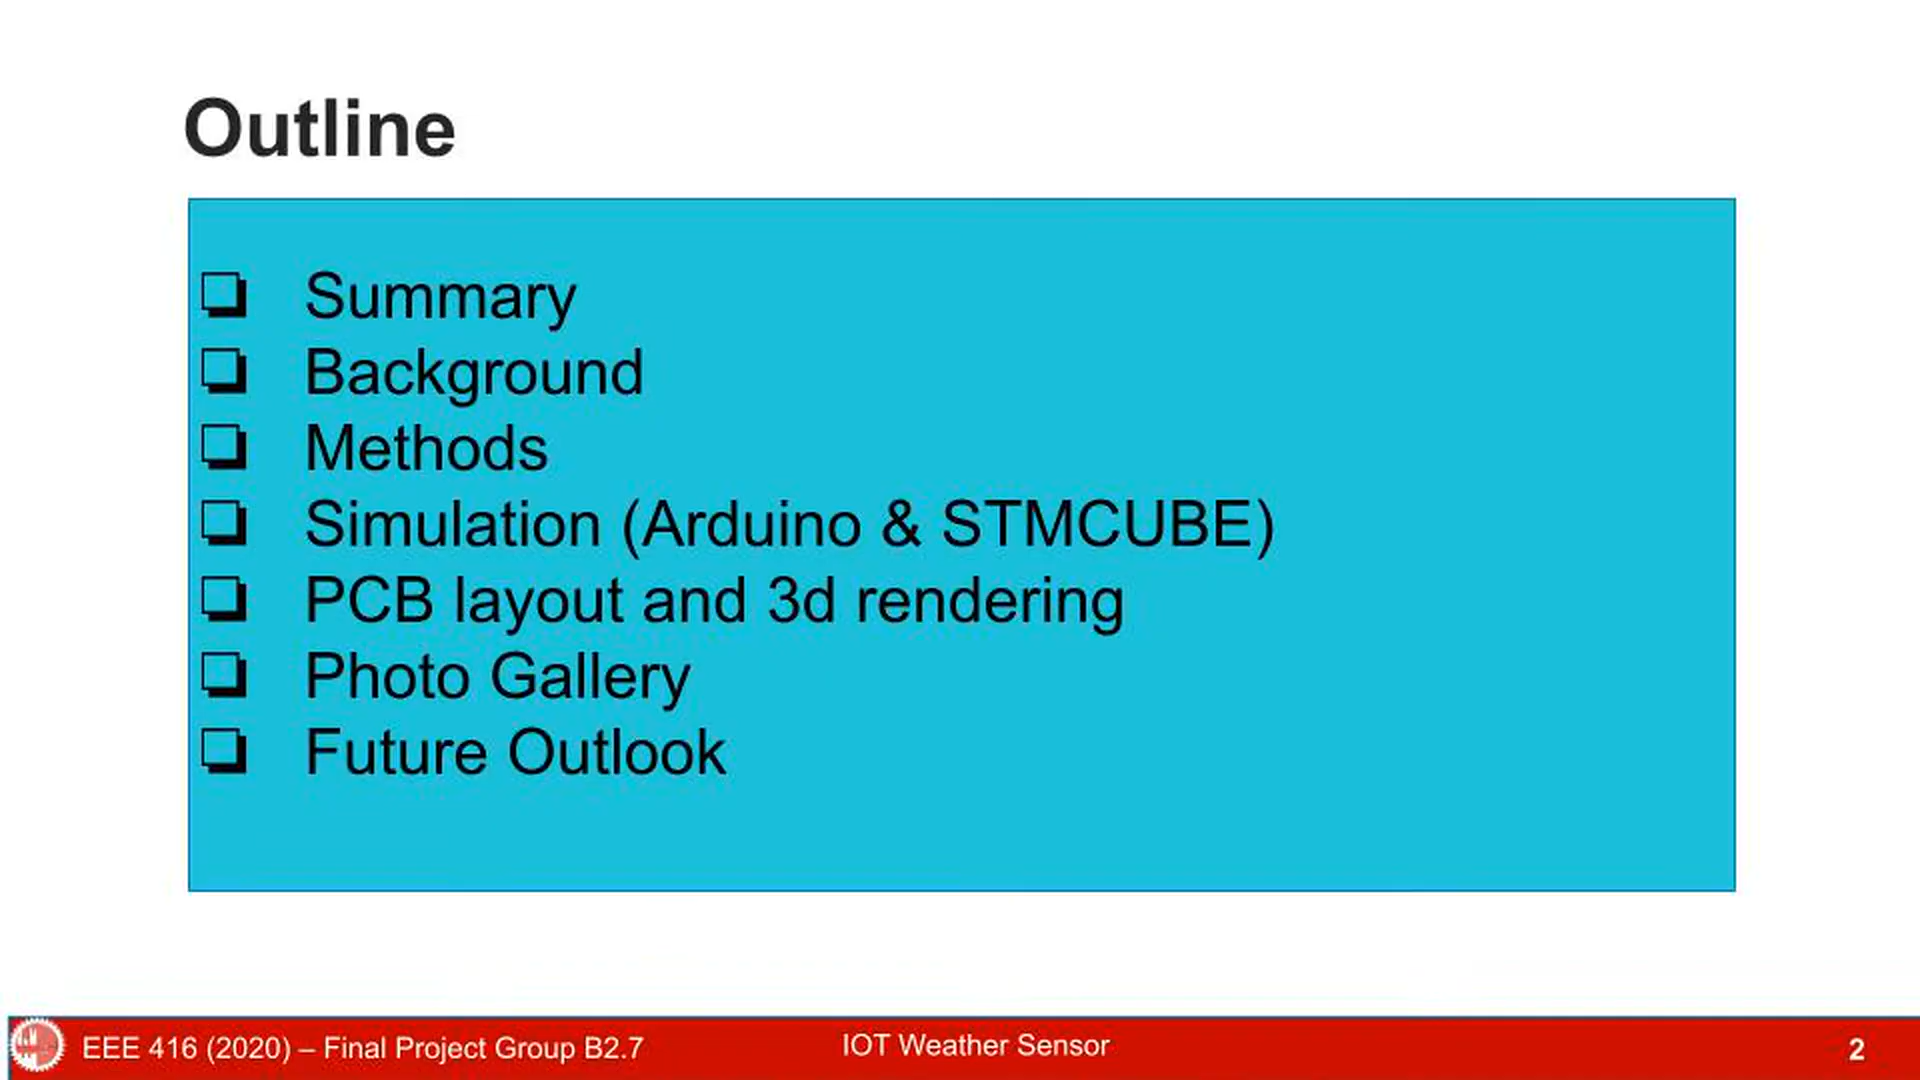 Outline
❏ Summary
❏ Background
❏ Methods
❏ Simulation (Arduino & STMCUBE)
❏ PCB layout and 3d rendering
❏ Photo Gallery
❏ Future Outlook
EEE 416 (2020) – Final Project Group B2.7
IOT Weather Sensor
2